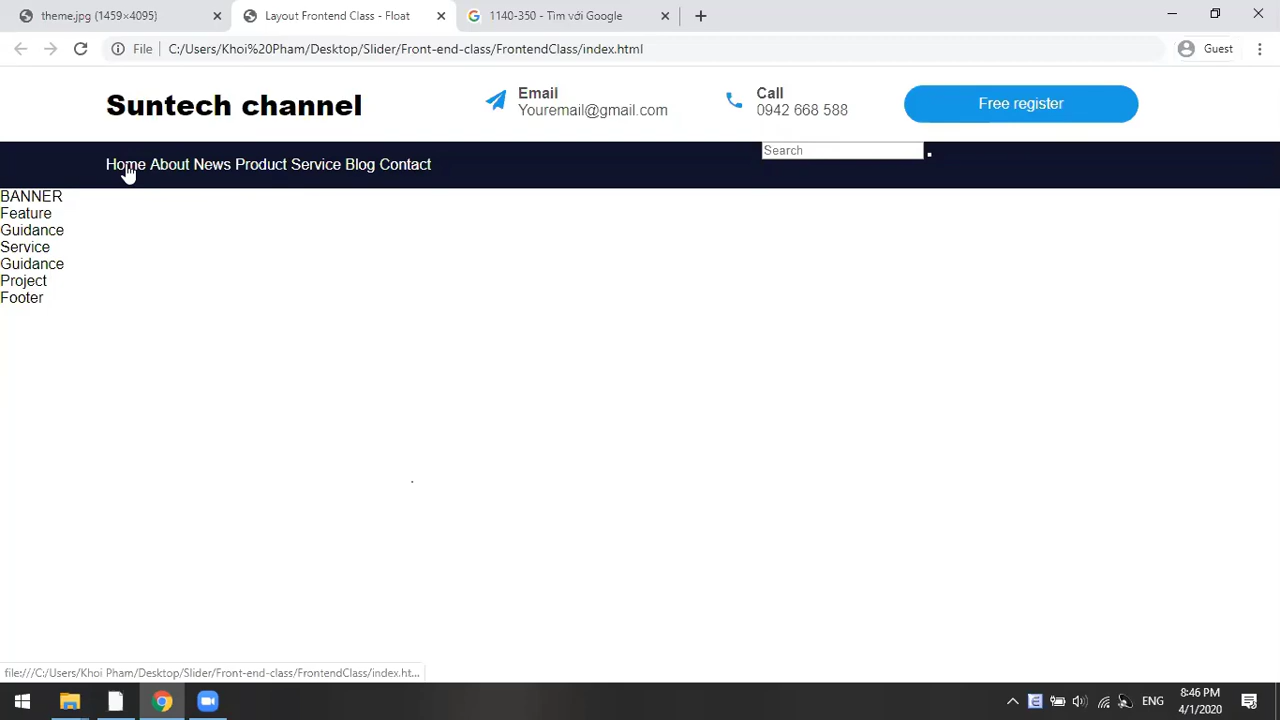 theme.jpg (1459×4095)
Layout Frontend Class - Float
1140-350 - Tìm với Google
File
C:/Users/Khoi%20Pham/Desktop/Slider/Front-end-class/FrontendClass/index.html
Guest
Suntech channel
Email
Youremail@gmail.com
Call
0942 668 588
Free register
Home About News Product Service Blog Contact
Search
BANNER
Feature
Guidance
Service
Guidance
Project
Footer
file:///C:/Users/Khoi Pham/Desktop/Slider/Front-end-class/FrontendClass/index.ht...
ENG
8:46 PM
4/1/2020